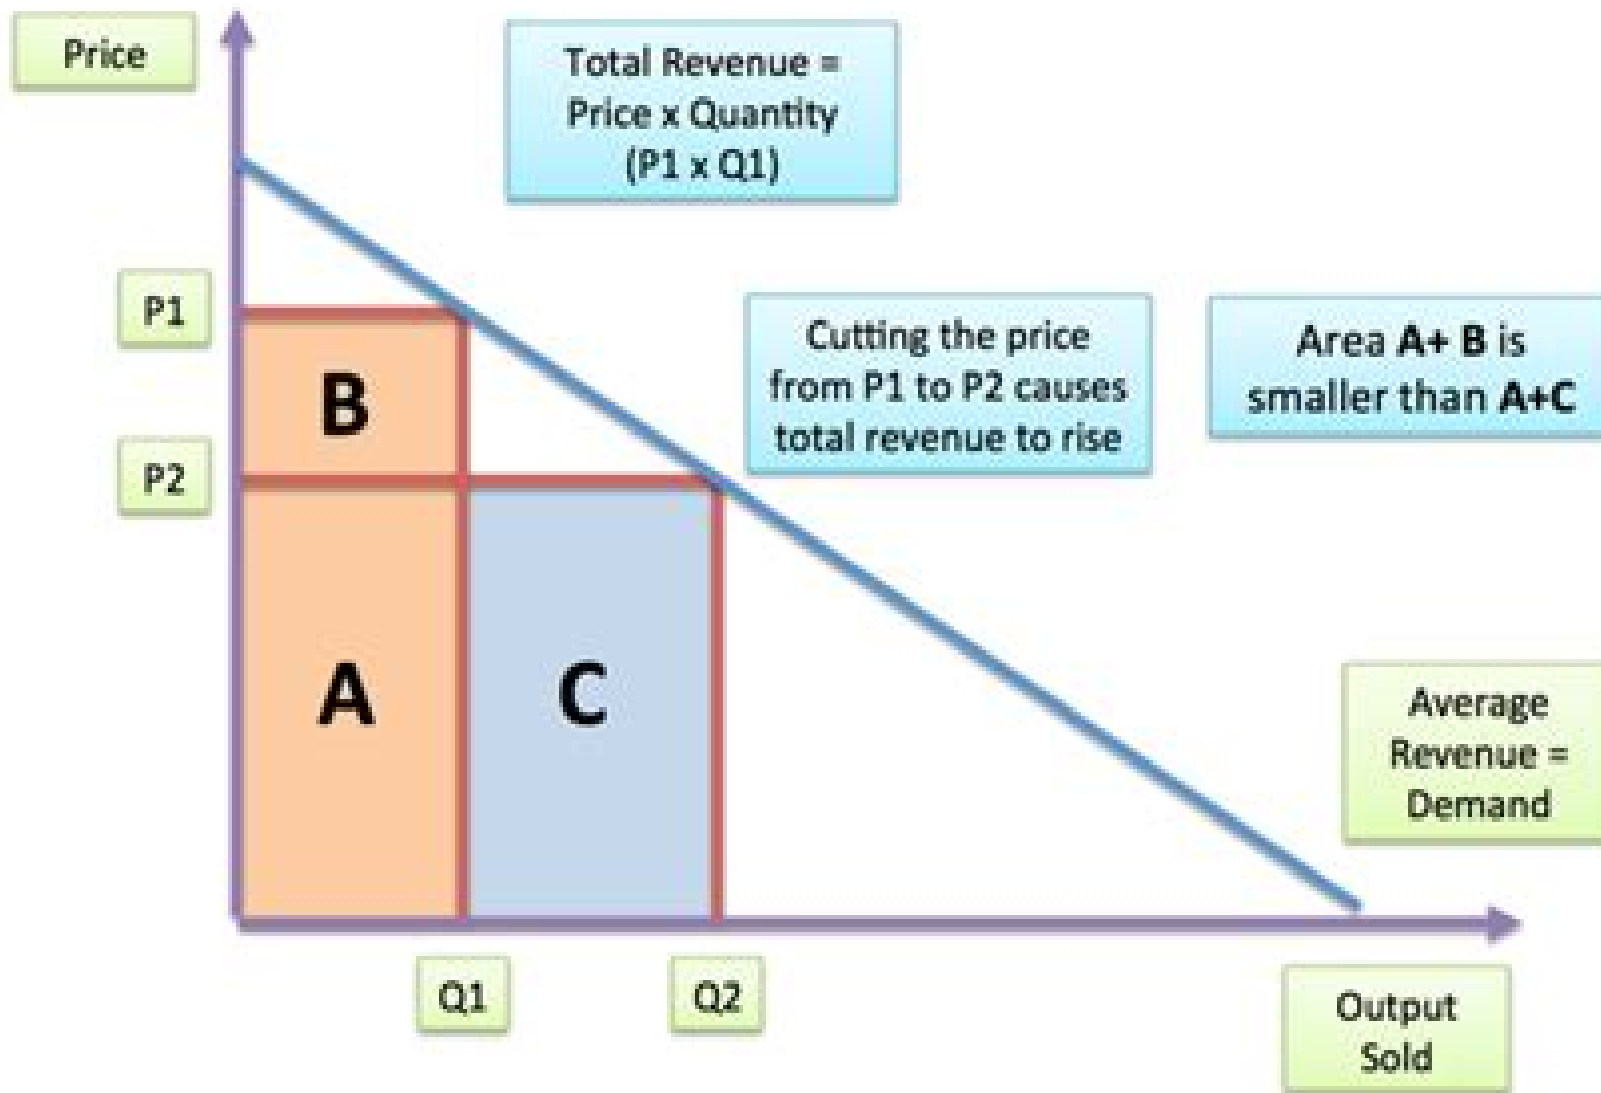 Price
Total Revenue =
Price x Quantity
(P1 x Q1)
P1
B
Cutting the price
from P1 to P2 causes
total revenue to rise
Area A+ B is
smaller than A+C
P2
A
C
Average
Revenue =
Demand
Q1
Q2
Output
Sold